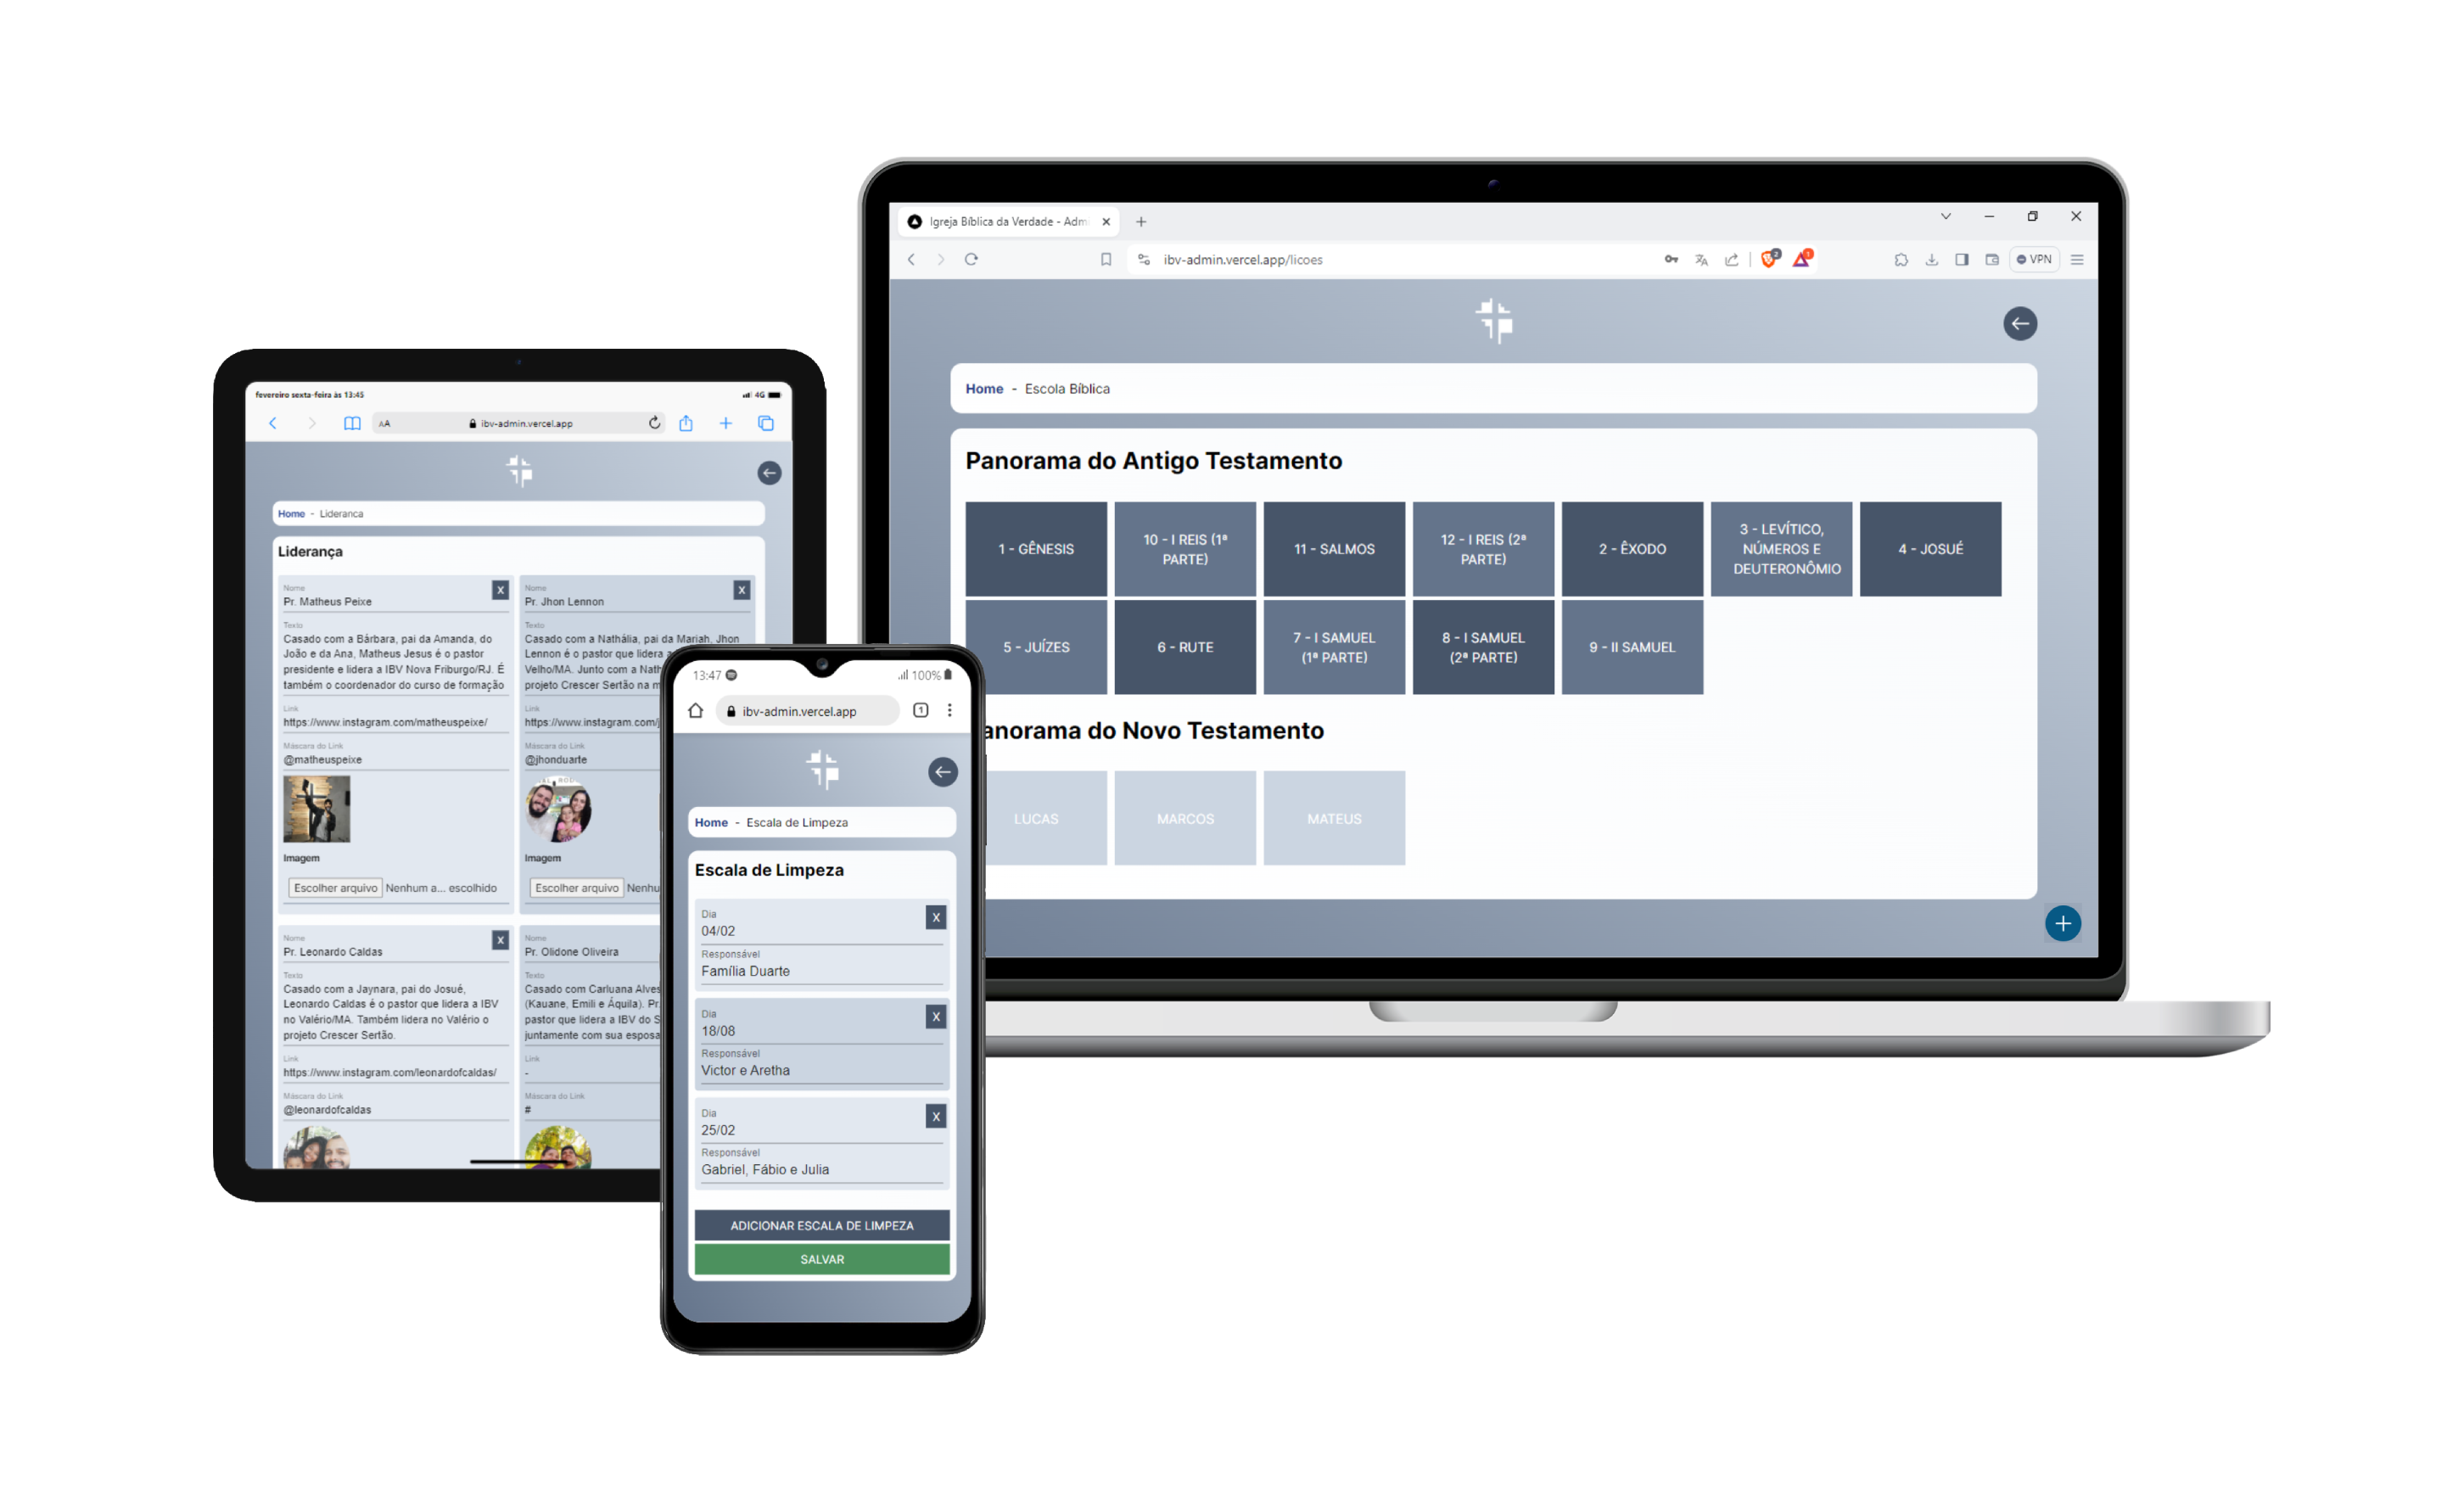 Igreja Bíblica da Verdade - Adm
ibv-admin.vercel.app/licoes
VPN
Home - Escola Bíblica
Panorama do Antigo Testamento
1 - GÊNESIS
10 - I REIS (1ª
PARTE)
11 - SALMOS
12 - I REIS (2ª
PARTE)
2 - ÊXODO
3 - LEVÍTICO,
NÚMEROS E
DEUTERONÔMIO
4 - JOSUÉ
5 - JUÍZES
6 - RUTE
7 - I SAMUEL
(1ª PARTE)
8 - I SAMUEL
(2ª PARTE)
9 - II SAMUEL
anorama do Novo Testamento
LUCAS
MARCOS
MATEUS
fevereiro sexta-feira às 13:45
4G
AA
ibv-admin.vercel.app
Home - Lideranca
Liderança
Nome
X
Pr. Matheus Peixe
Texto
Casado com a Bárbara, pai da Amanda, do
João e da Ana, Matheus Jesus é o pastor
presidente e lidera a IBV Nova Friburgo/RJ. É
também o coordenador do curso de formação
Link
https://www.instagram.com/matheuspeixe/
Máscara do Link
@matheuspeixe
Imagem
Escolher arquivo Nenhum a... escolhido
Nome
X
Pr. Jhon Lennon
Texto
Casado com a Nathália, pai da Mariah, Jhon
Lennon é o pastor que lidera a
Velho/MA. Junto com a Nath
projeto Crescer Sertão na m
Link
https://www.instagram.com/j
Máscara do Link
@jhonduarte
Imagem
Escolher arquivo Nenhu
Nome
X
Pr. Leonardo Caldas
Texto
Casado com a Jaynara, pai do Josué,
Leonardo Caldas é o pastor que lidera a IBV
no Valério/MA. Também lidera no Valério o
projeto Crescer Sertão.
Link
https://www.instagram.com/leonardofcaldas/
Máscara do Link
@leonardofcaldas
Nome
Pr. Olidone Oliveira
Texto
Casado com Carluana Alves
(Kauane, Emili e Áquila). Pr.
pastor que lidera a IBV do S
juntamente com sua esposa
Link
-
Máscara do Link
#
13:47
100%
ibv-admin.vercel.app
1
Home - Escala de Limpeza
Escala de Limpeza
Dia
X
04/02
Responsável
Família Duarte
Dia
X
18/08
Responsável
Victor e Aretha
Dia
X
25/02
Responsável
Gabriel, Fábio e Julia
ADICIONAR ESCALA DE LIMPEZA
SALVAR